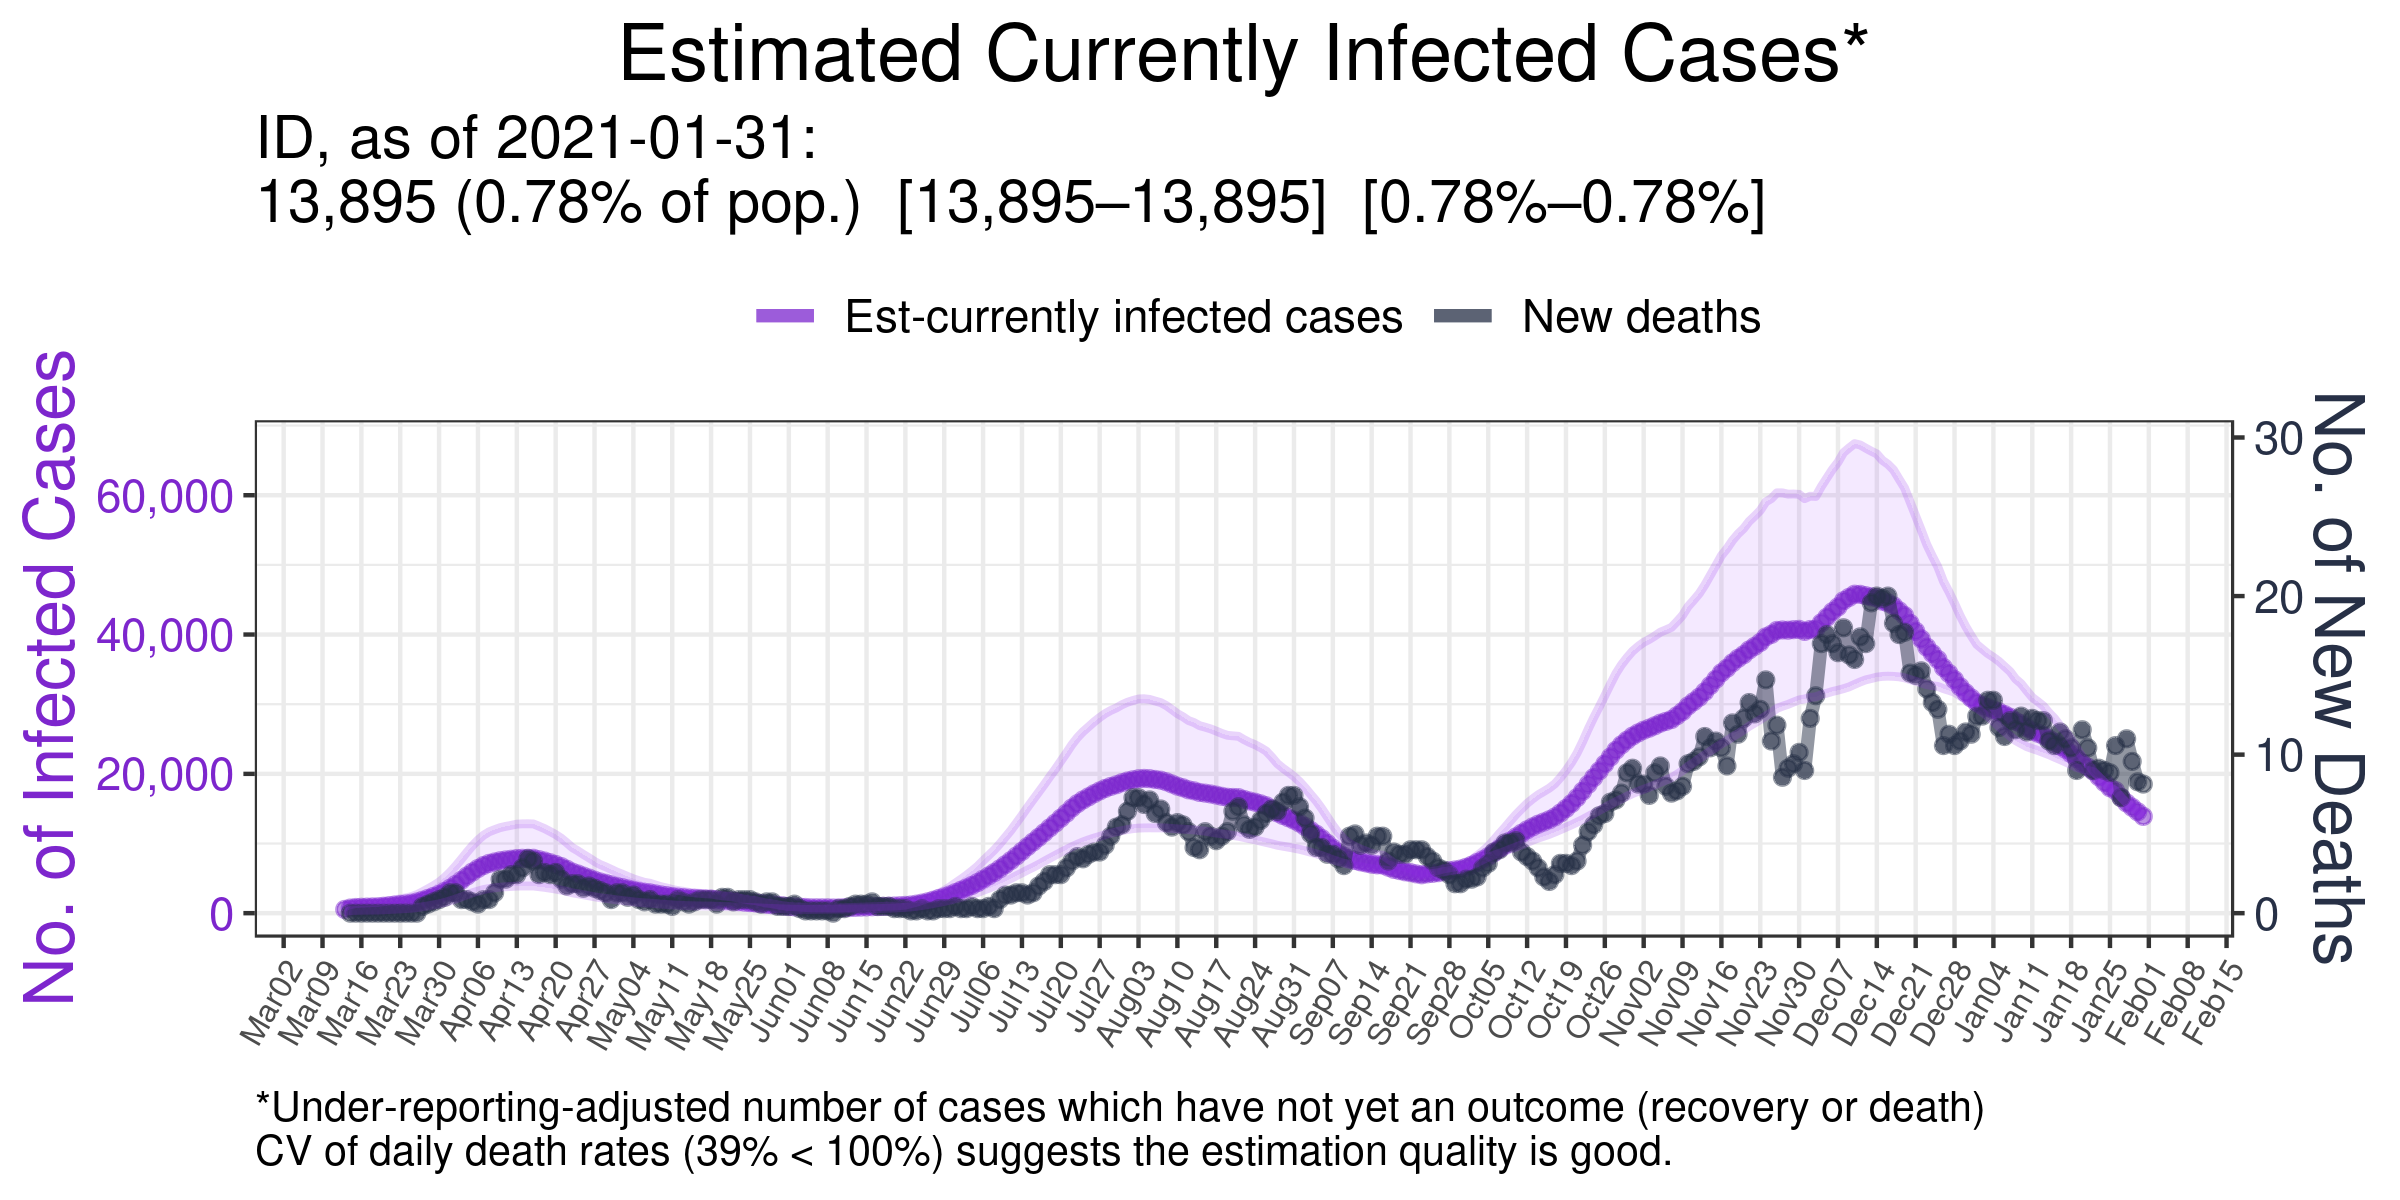 Estimated Currently Infected Cases*
ID, as of 2021-01-31:
13,895 (0.78% of pop.) [13,895–13,895] [0.78%–0.78%]
Est-currently infected cases
New deaths
No. of Infected Cases
60,000
40,000
20,000
0
No. of New Deaths
30
20
10
0
Mar02
Mar09
Mar16
Mar23
Mar30
Apr06
Apr13
Apr20
Apr27
May04
May11
May18
May25
Jun01
Jun08
Jun15
Jun22
Jun29
Jul06
Jul13
Jul20
Jul27
Aug03
Aug10
Aug17
Aug24
Aug31
Sep07
Sep14
Sep21
Sep28
Oct05
Oct12
Oct19
Oct26
Nov02
Nov09
Nov16
Nov23
Nov30
Dec07
Dec14
Dec21
Dec28
Jan04
Jan11
Jan18
Jan25
Feb01
Feb08
Feb15
*Under-reporting-adjusted number of cases which have not yet an outcome (recovery or death)
CV of daily death rates (39% < 100%) suggests the estimation quality is good.